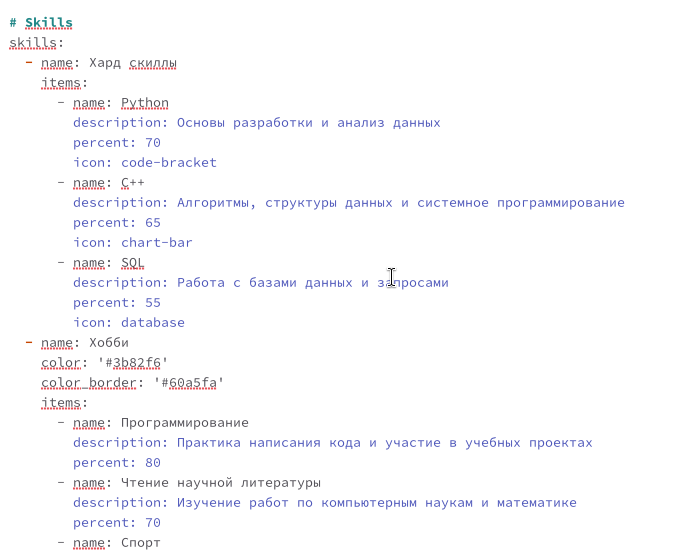 # Skills
skills:
- name: Хард скиллы
items:
- name: Python
description: Основы разработки и анализ данных
percent: 70
icon: code-bracket
- name: C++
description: Алгоритмы, структуры данных и системное программирование
percent: 65
icon: chart-bar
- name: SQL
description: Работа с базами данных и запросами
percent: 55
icon: database
- name: Хобби
color: '#3b82f6'
color_border: '#60a5fa'
items:
- name: Программирование
description: Практика написания кода и участие в учебных проектах
percent: 80
- name: Чтение научной литературы
description: Изучение работ по компьютерным наукам и математике
percent: 70
- name: Спорт